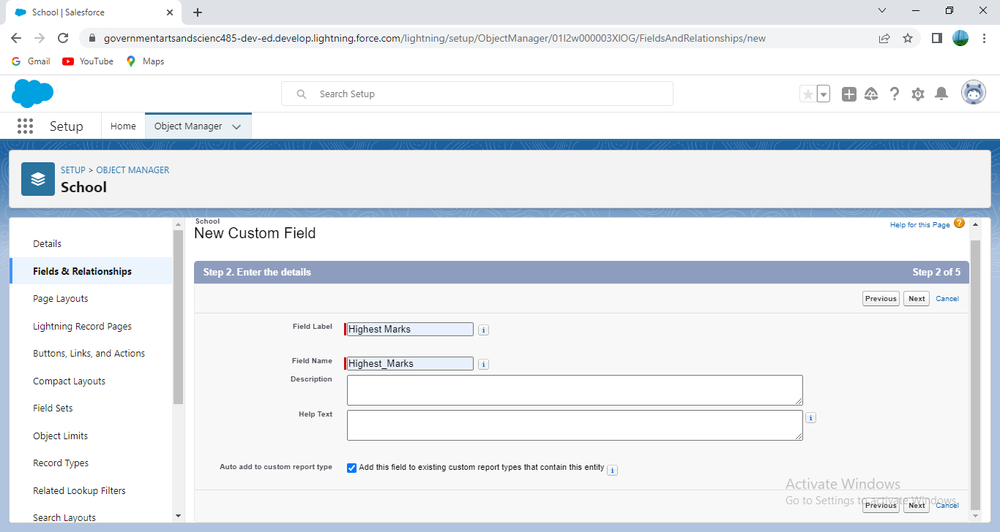 School | Salesforce
governmentartsandscienc485-dev-ed.develop.lightning.force.com/lightning/setup/ObjectManager/01I2w000003XIOG/FieldsAndRelationships/new
Gmail YouTube Maps
Search Setup
Setup Home Object Manager
SETUP > OBJECT MANAGER
School
Details
Fields & Relationships
Page Layouts
Lightning Record Pages
Buttons, Links, and Actions
Compact Layouts
Field Sets
Object Limits
Record Types
Related Lookup Filters
Search Layouts
School
New Custom Field
Help for this Page
Step 2. Enter the details Step 2 of 5
Previous Next Cancel
Field Label Highest Marks
Field Name Highest_Marks
Description
Help Text
Auto add to custom report type Add this field to existing custom report types that contain this entity
Activate Windows
Go to Settings to activate Windows.
Previous Next Cancel